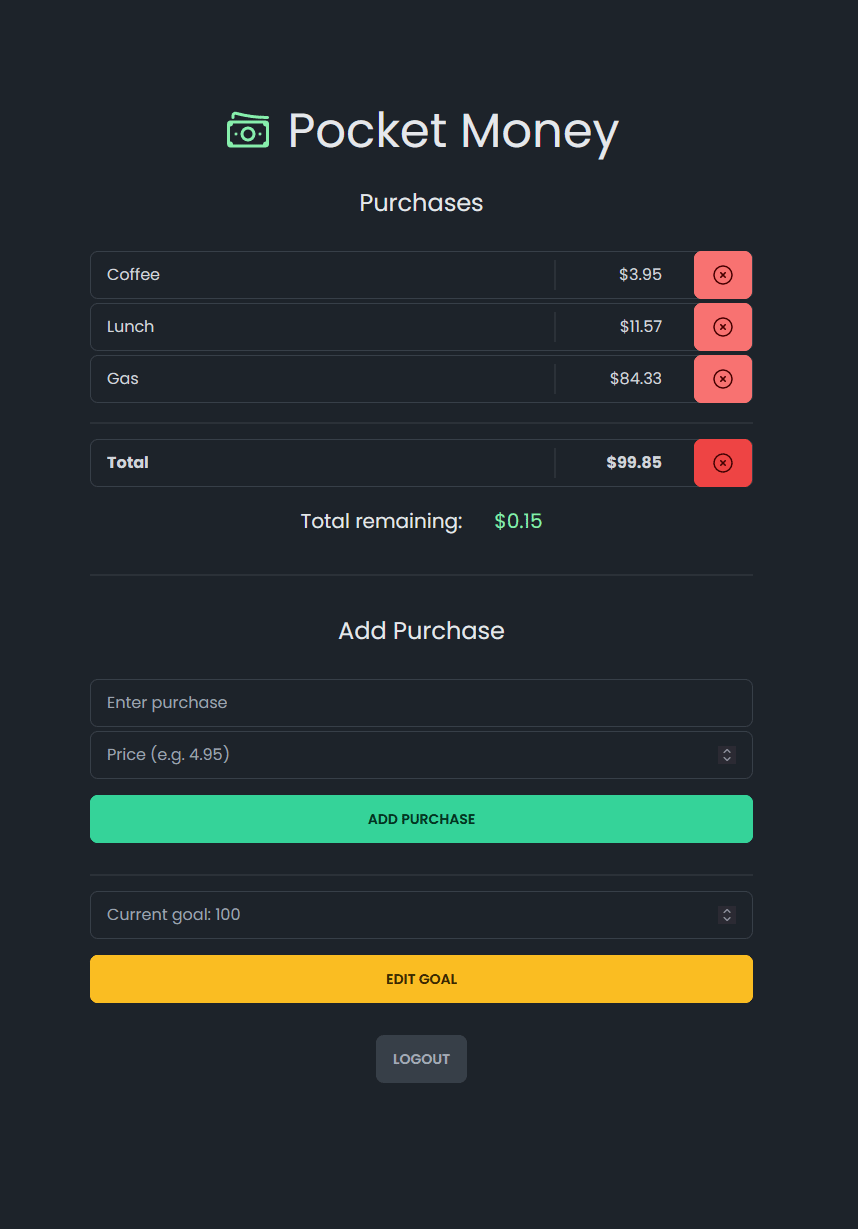 Pocket Money
Purchases
Coffee $3.95
Lunch $11.57
Gas $84.33
Total $99.85
Total remaining: $0.15
Add Purchase
Enter purchase
Price (e.g. 4.95)
ADD PURCHASE
Current goal: 100
EDIT GOAL
LOGOUT